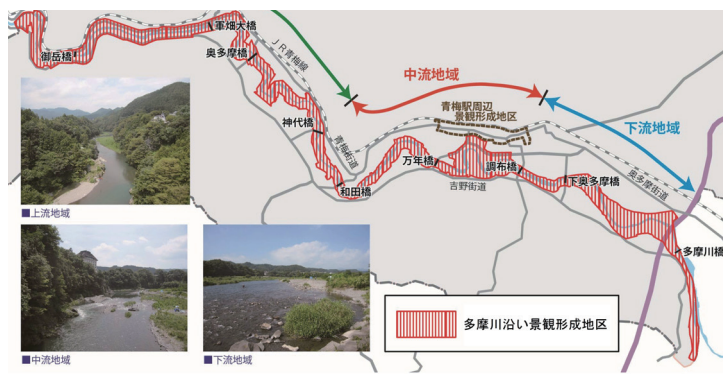 軍畑大橋
御岳橋
奥多摩橋
JR青梅線
中流地域
青梅駅周辺
景観形成地区
下流地域
神代橋
青梅街道
万年橋
調布橋
和田橋
吉野街道
下奥多摩橋
奥多摩街道
多摩川橋
■上流地域
多摩川沿い景観形成地区
■中流地域
■下流地域